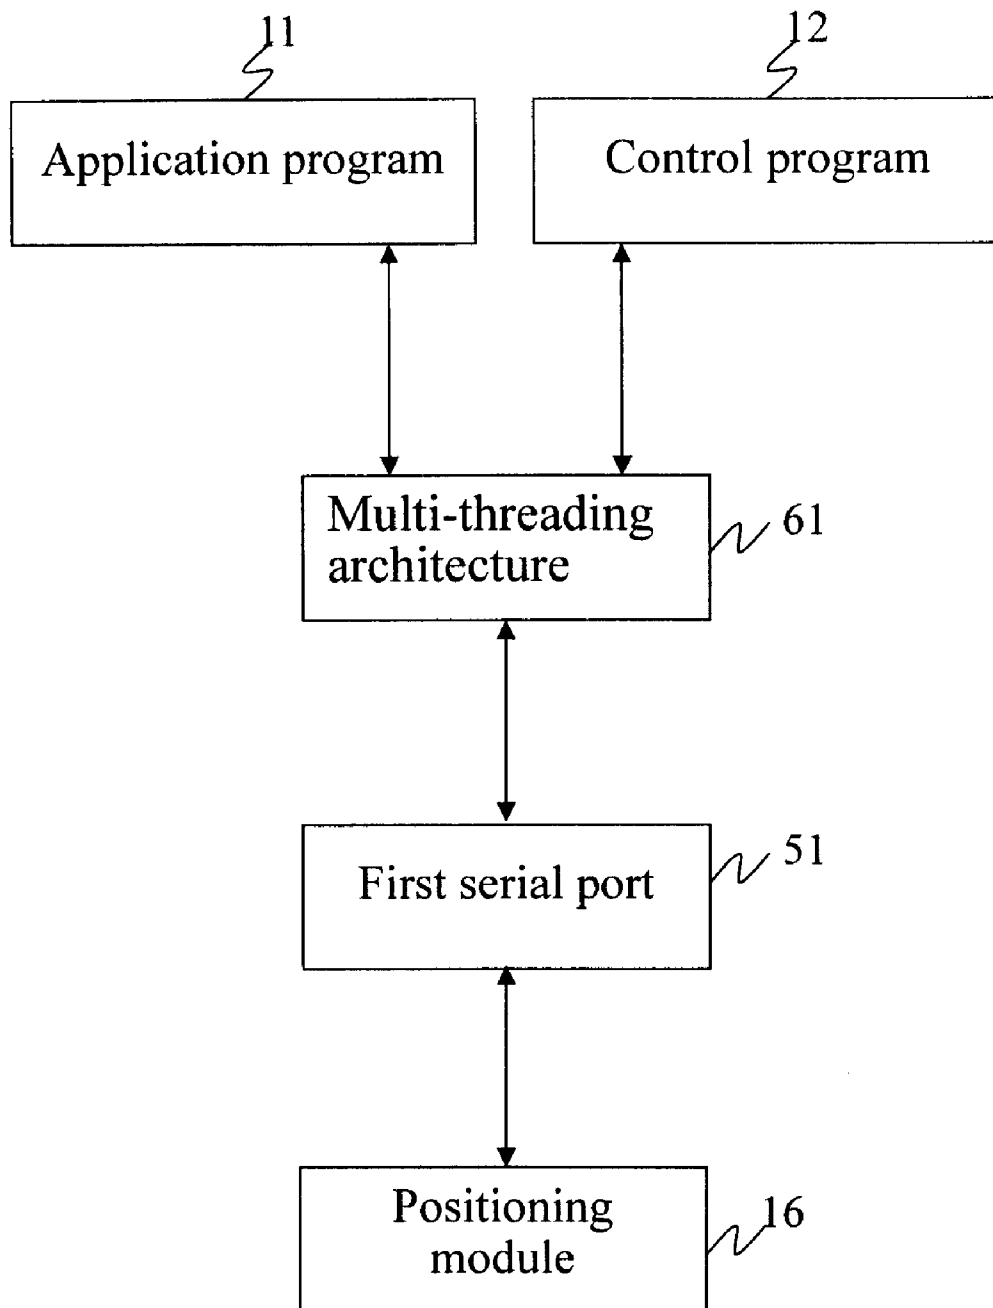 11
12
Application program
Control program
Multi-threading
architecture
61
First serial port
51
Positioning
module
16